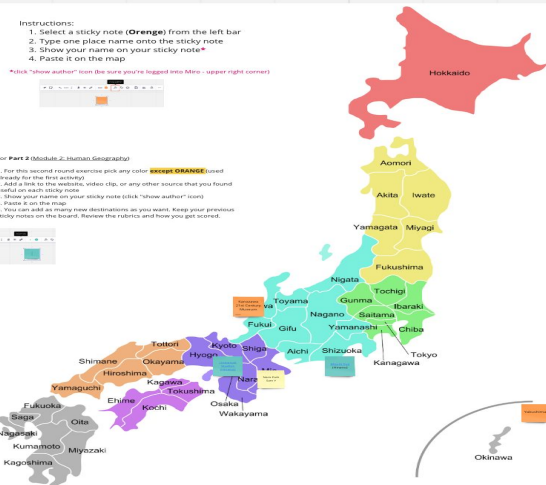 Instructions:
1. Select a sticky note (Orenge) from the left bar
2. Type one place name onto the sticky note
3. Show your name on your sticky note*
4. Paste it on the map
*click "show author" icon (be sure you're logged into Miro - upper right corner)
or Part 2 (Module 2: Human Geography)
. For this second round exercise pick any color except ORANGE (used
lready for the first activity)
. Add a link to the website, video clip, or any other source that you found
seful on each sticky note
. Show your name on your sticky note (click "show author" icon)
. Paste it on the map
. You can add as many new destinations as you want. Keep your previous
ticky notes on the board. Review the rubrics and how you get scored.
Hokkaido
Aomori
Akita
Iwate
Yamagata
Miyagi
Fukushima
Nigata
Tochigi
Gunma
Ibaraki
Saitama
Toyama
wa
Nagano
Fukui
Gifu
Yamanashi
Chiba
Tokyo
Kanagawa
Aichi
Shizuoka
Tottori
Kyoto
Shiga
Hyogo
Shimane
Okayama
Hiroshima
Nara
Yamaguchi
Kagawa
Tokushima
Ehime
Kochi
Osaka
Wakayama
Fukuoka
Saga
Oita
Nagasaki
Kumamoto
Miyazaki
Kagoshima
Okinawa